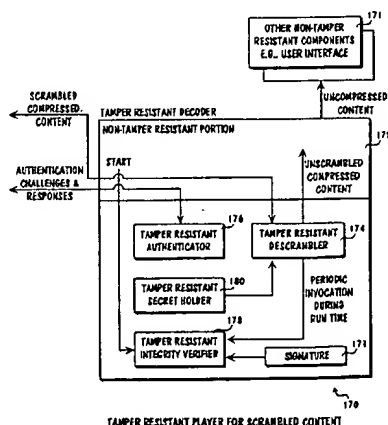 OTHER NON-TAMPER
RESISTANT COMPONENTS
E.G., USER INTERFACE
171
SCRAMBLED
COMPRESSED
CONTENT
UNCOMPRESSED
CONTENT
TAMPER RESISTANT DECODER
NON-TAMPER RESISTANT PORTION
START
AUTHENTICATION
CHALLENGES &
RESPONSES
UNSCRAMBLED
COMPRESSED
CONTENT
176
TAMPER RESISTANT
AUTHENTICATOR
TAMPER RESISTANT
DESCRAMBLER
174
180
TAMPER RESISTANT
SECRET HOLDER
PERIODIC
INVOCATION
DURING
RUN TIME
178
TAMPER RESISTANT
INTEGRITY VERIFIER
SIGNATURE
171
170
TAMPER RESISTANT PLAYER FOR SCRAMBLED CONTENT